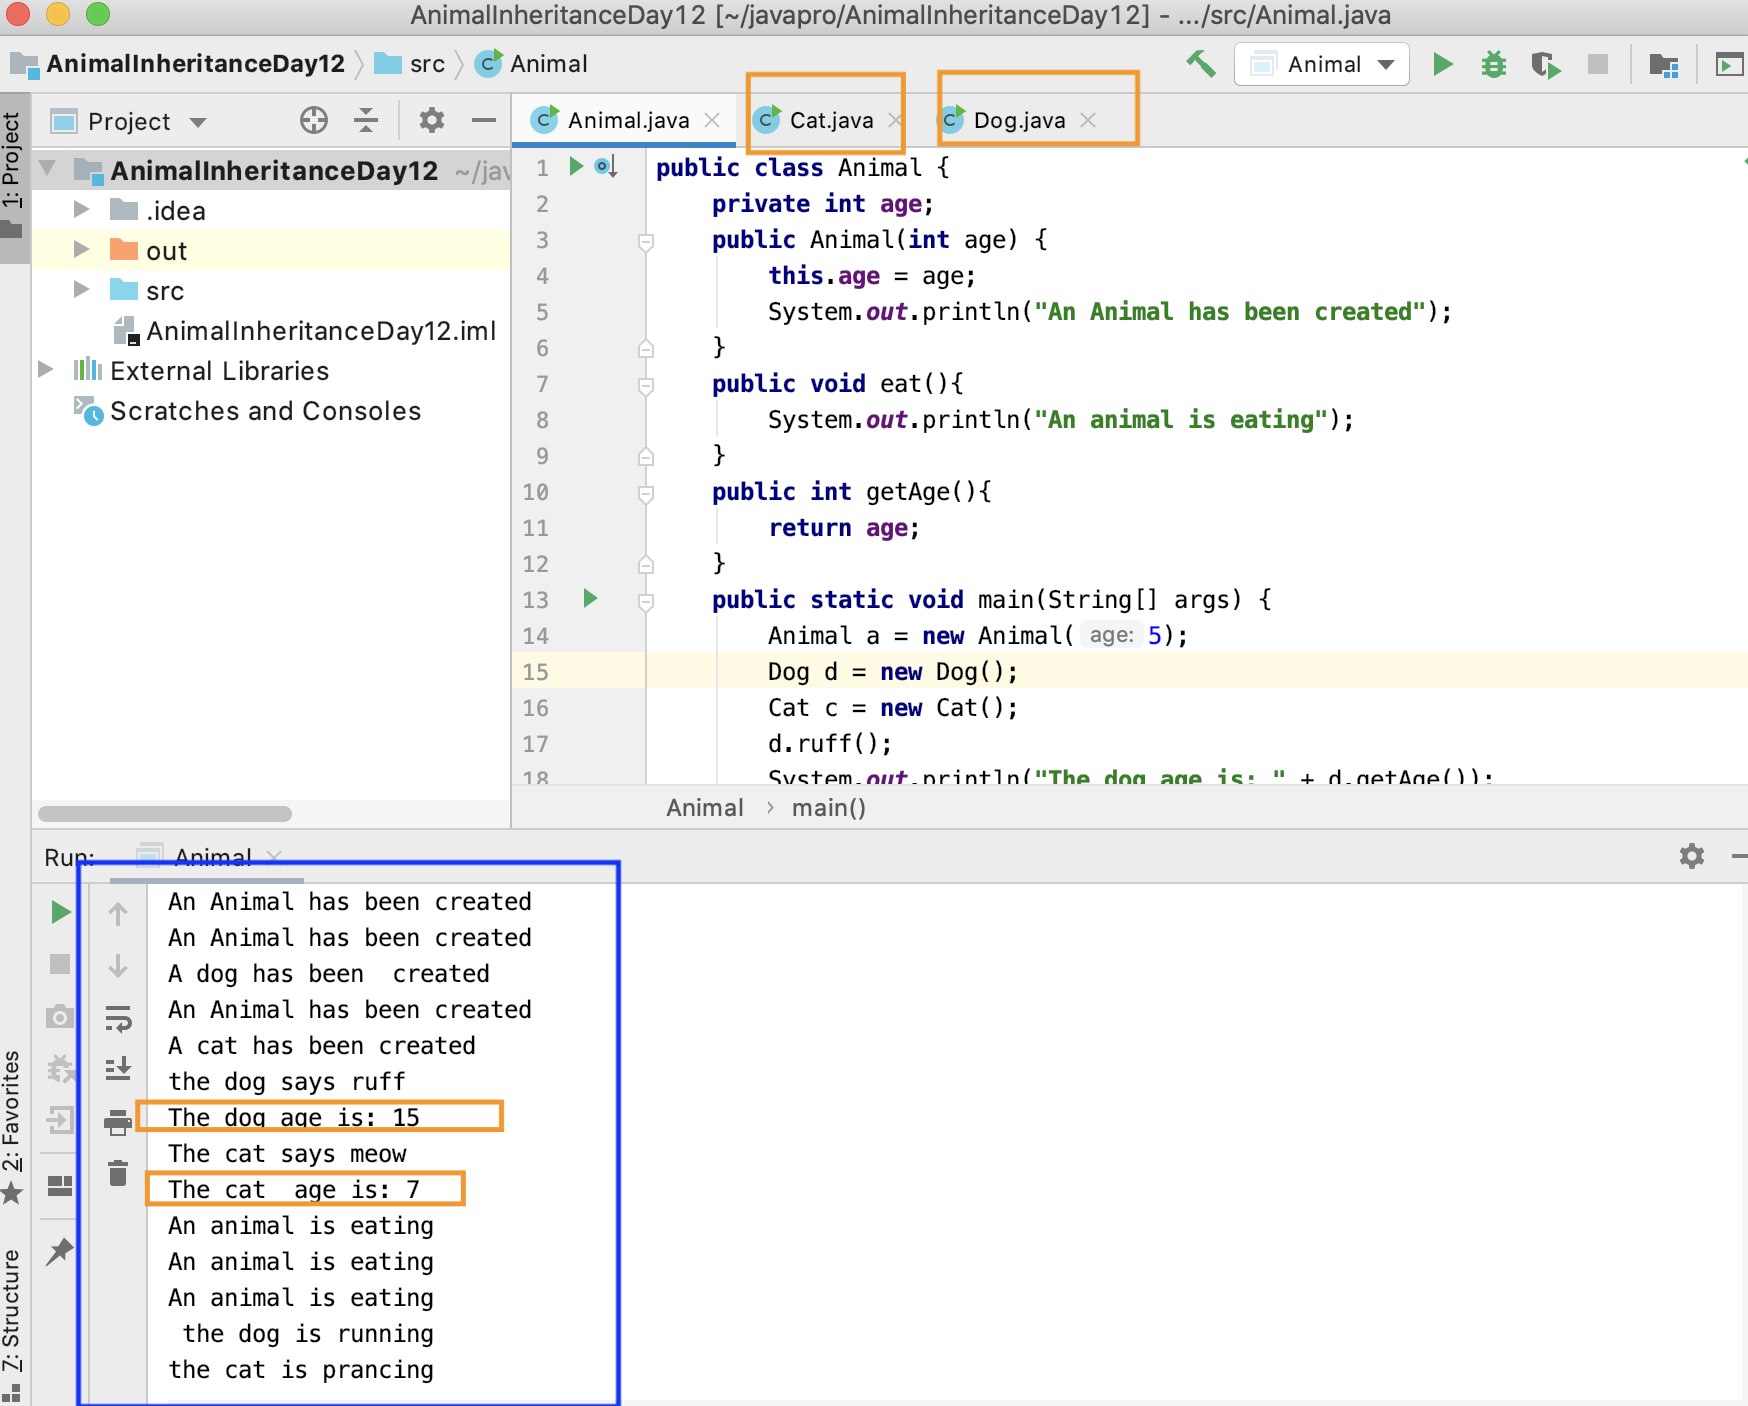 AnimalInheritanceDay12 [~/javapro/AnimalInheritanceDay12] - .../src/Animal.java
AnimalInheritanceDay12 src Animal
Animal
1: Project
Project
Animal.java Cat.java Dog.java
AnimalInheritanceDay12 ~/jav
.idea
out
src
AnimalInheritanceDay12.iml
External Libraries
Scratches and Consoles
1 public class Animal {
2 private int age;
3 public Animal(int age) {
4 this.age = age;
5 System.out.println("An Animal has been created");
6 }
7 public void eat(){
8 System.out.println("An animal is eating");
9 }
10 public int getAge(){
11 return age;
12 }
13 public static void main(String[] args) {
14 Animal a = new Animal( age: 5);
15 Dog d = new Dog();
16 Cat c = new Cat();
17 d.ruff();
18 System.out.println("The dog age is: " + d.getAge());
Animal › main()
Run: Animal
An Animal has been created
An Animal has been created
A dog has been  created
An Animal has been created
A cat has been created
the dog says ruff
The dog age is: 15
The cat says meow
The cat  age is: 7
An animal is eating
An animal is eating
An animal is eating
 the dog is running
the cat is prancing
2: Favorites
7: Structure